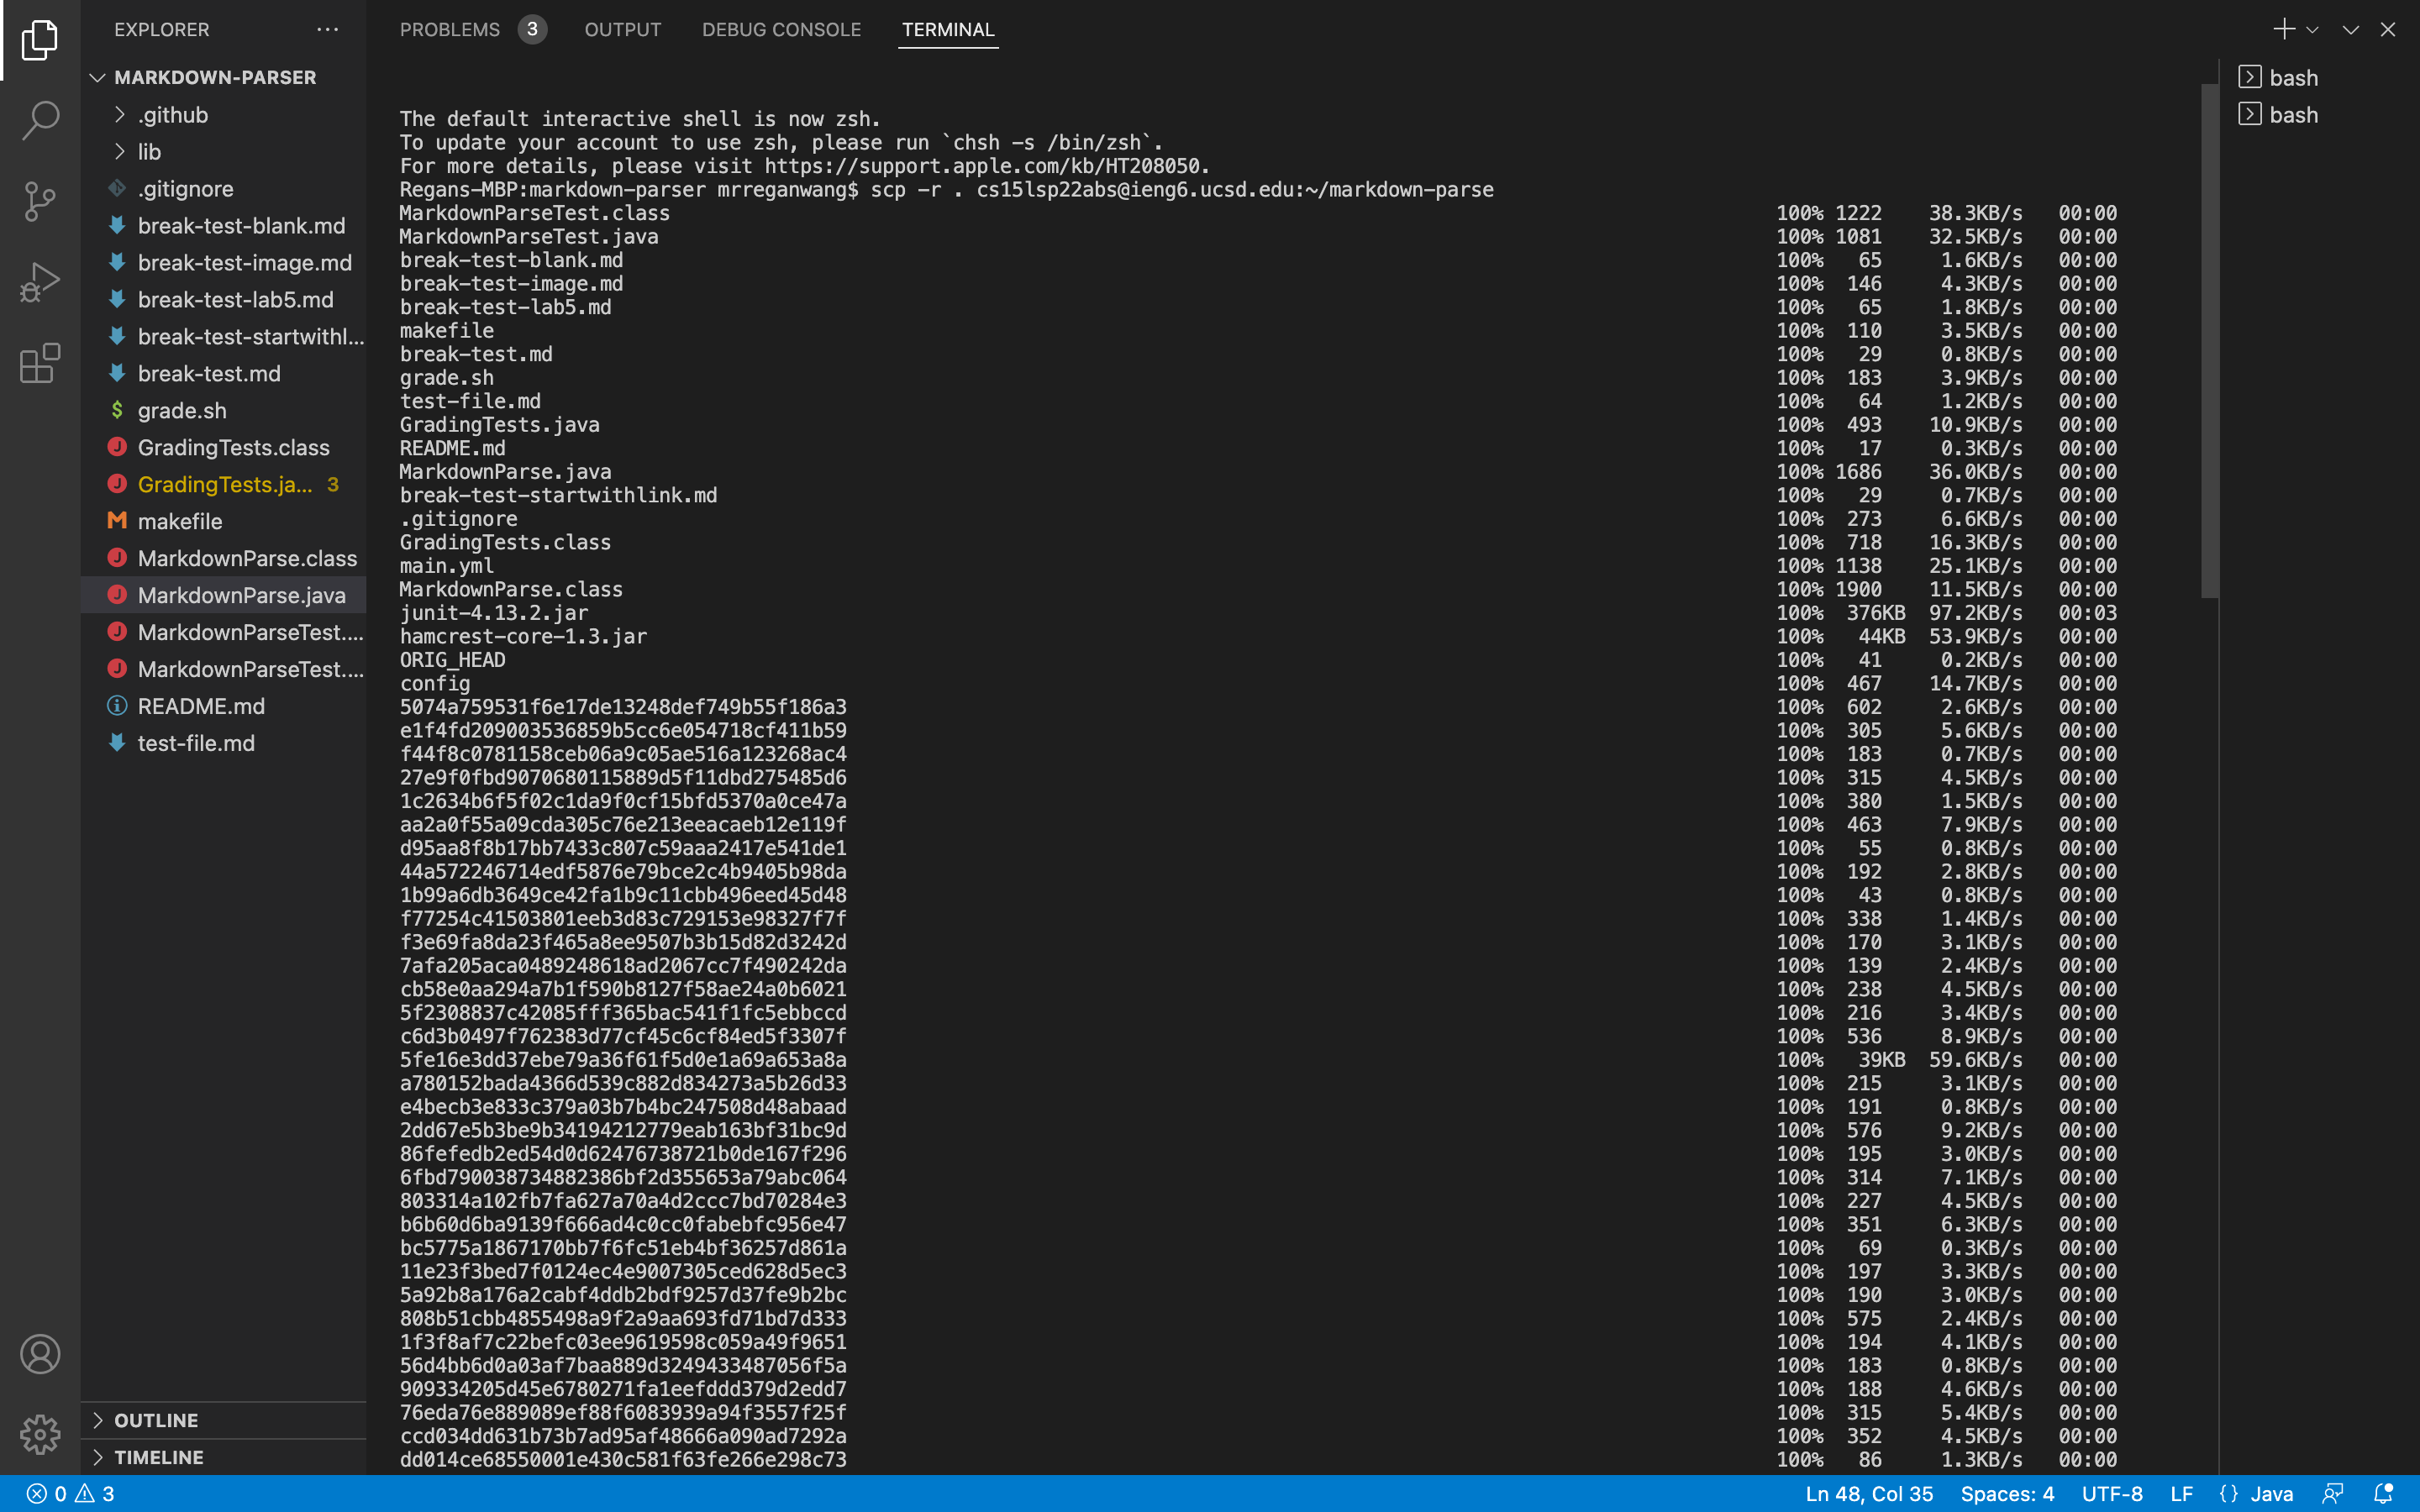 EXPLORER
MARKDOWN-PARSER
.github
lib
.gitignore
break-test-blank.md
break-test-image.md
break-test-lab5.md
break-test-startwithl...
break-test.md
grade.sh
GradingTests.class
GradingTests.ja... 3
makefile
MarkdownParse.class
MarkdownParse.java
MarkdownParseTest....
MarkdownParseTest....
README.md
test-file.md
OUTLINE
TIMELINE
PROBLEMS 3 OUTPUT DEBUG CONSOLE TERMINAL
The default interactive shell is now zsh.
To update your account to use zsh, please run `chsh -s /bin/zsh`.
For more details, please visit https://support.apple.com/kb/HT208050.
Regans-MBP:markdown-parser mrreganwang$ scp -r . cs15lsp22abs@ieng6.ucsd.edu:~/markdown-parse
MarkdownParseTest.class 100% 1222 38.3KB/s 00:00
MarkdownParseTest.java 100% 1081 32.5KB/s 00:00
break-test-blank.md 100% 65 1.6KB/s 00:00
break-test-image.md 100% 146 4.3KB/s 00:00
break-test-lab5.md 100% 65 1.8KB/s 00:00
makefile 100% 110 3.5KB/s 00:00
break-test.md 100% 29 0.8KB/s 00:00
grade.sh 100% 183 3.9KB/s 00:00
test-file.md 100% 64 1.2KB/s 00:00
GradingTests.java 100% 493 10.9KB/s 00:00
README.md 100% 17 0.3KB/s 00:00
MarkdownParse.java 100% 1686 36.0KB/s 00:00
break-test-startwithlink.md 100% 29 0.7KB/s 00:00
.gitignore 100% 273 6.6KB/s 00:00
GradingTests.class 100% 718 16.3KB/s 00:00
main.yml 100% 1138 25.1KB/s 00:00
MarkdownParse.class 100% 1900 11.5KB/s 00:00
junit-4.13.2.jar 100% 376KB 97.2KB/s 00:03
hamcrest-core-1.3.jar 100% 44KB 53.9KB/s 00:00
ORIG_HEAD 100% 41 0.2KB/s 00:00
config 100% 467 14.7KB/s 00:00
5074a759531f6e17de13248def749b55f186a3 100% 602 2.6KB/s 00:00
e1f4fd209003536859b5cc6e054718cf411b59 100% 305 5.6KB/s 00:00
f44f8c0781158ceb06a9c05ae516a123268ac4 100% 183 0.7KB/s 00:00
27e9f0fbd9070680115889d5f11dbd275485d6 100% 315 4.5KB/s 00:00
1c2634b6f5f02c1da9f0cf15bfd5370a0ce47a 100% 380 1.5KB/s 00:00
aa2a0f55a09cda305c76e213eeacaeb12e119f 100% 463 7.9KB/s 00:00
d95aa8f8b17bb7433c807c59aaa2417e541de1 100% 55 0.8KB/s 00:00
44a572246714edf5876e79bce2c4b9405b98da 100% 192 2.8KB/s 00:00
1b99a6db3649ce42fa1b9c11cbb496eed45d48 100% 43 0.8KB/s 00:00
f77254c41503801eeb3d83c729153e98327f7f 100% 338 1.4KB/s 00:00
f3e69fa8da23f465a8ee9507b3b15d82d3242d 100% 170 3.1KB/s 00:00
7afa205aca0489248618ad2067cc7f490242da 100% 139 2.4KB/s 00:00
cb58e0aa294a7b1f590b8127f58ae24a0b6021 100% 238 4.5KB/s 00:00
5f2308837c42085fff365bac541f1fc5ebbccd 100% 216 3.4KB/s 00:00
c6d3b0497f762383d77cf45c6cf84ed5f3307f 100% 536 8.9KB/s 00:00
5fe16e3dd37ebe79a36f61f5d0e1a69a653a8a 100% 39KB 59.6KB/s 00:00
a780152bada4366d539c882d834273a5b26d33 100% 215 3.1KB/s 00:00
e4becb3e833c379a03b7b4bc247508d48abaad 100% 191 0.8KB/s 00:00
2dd67e5b3be9b34194212779eab163bf31bc9d 100% 576 9.2KB/s 00:00
86fefedb2ed54d0d62476738721b0de167f296 100% 195 3.0KB/s 00:00
6fbd790038734882386bf2d355653a79abc064 100% 314 7.1KB/s 00:00
803314a102fb7fa627a70a4d2ccc7bd70284e3 100% 227 4.5KB/s 00:00
b6b60d6ba9139f666ad4c0cc0fabebfc956e47 100% 351 6.3KB/s 00:00
bc5775a1867170bb7f6fc51eb4bf36257d861a 100% 69 0.3KB/s 00:00
11e23f3bed7f0124ec4e9007305ced628d5ec3 100% 197 3.3KB/s 00:00
5a92b8a176a2cabf4ddb2bdf9257d37fe9b2bc 100% 190 3.0KB/s 00:00
808b51cbb4855498a9f2a9aa693fd71bd7d333 100% 575 2.4KB/s 00:00
1f3f8af7c22befc03ee9619598c059a49f9651 100% 194 4.1KB/s 00:00
56d4bb6d0a03af7baa889d3249433487056f5a 100% 183 0.8KB/s 00:00
909334205d45e6780271fa1eefddd379d2edd7 100% 188 4.6KB/s 00:00
76eda76e889089ef88f6083939a94f3557f25f 100% 315 5.4KB/s 00:00
ccd034dd631b73b7ad95af48666a090ad7292a 100% 352 4.5KB/s 00:00
dd014ce68550001e430c581f63fe266e298c73 100% 86 1.3KB/s 00:00
bash
bash
0 3
Ln 48, Col 35 Spaces: 4 UTF-8 LF {} Java